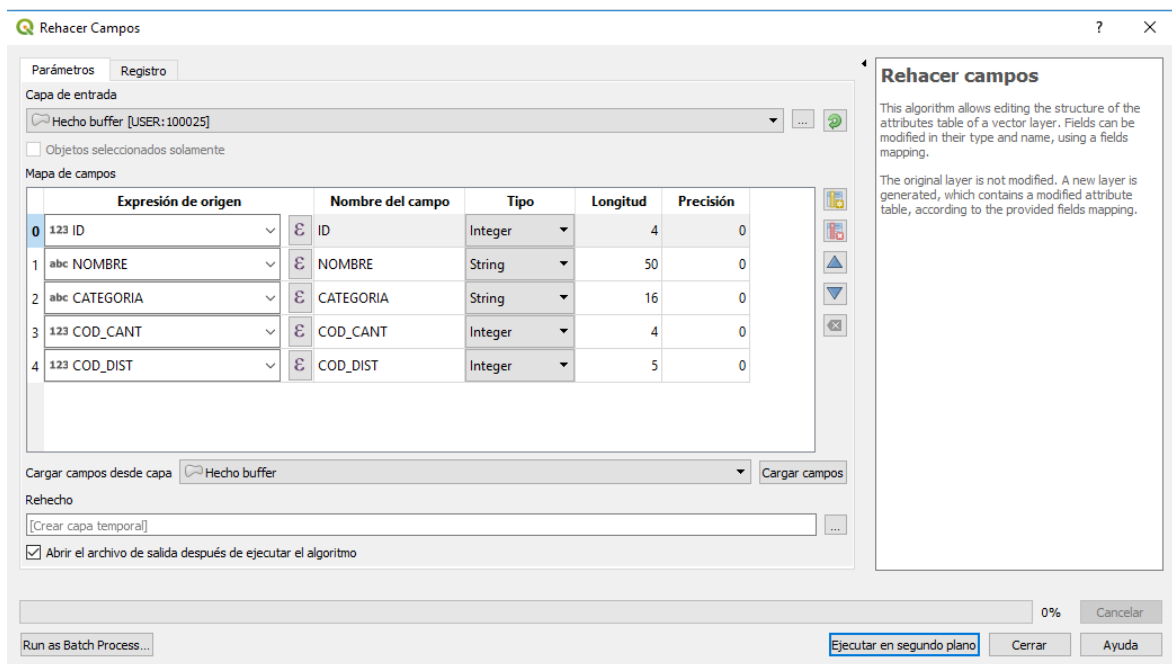 Rehacer Campos
? X
Parámetros Registro
Capa de entrada
Hecho buffer [USER:100025]
...
Objetos seleccionados solamente
Mapa de campos
Expresión de origen Nombre del campo Tipo Longitud Precisión
0 123 ID ε ID Integer 4 0
1 abc NOMBRE ε NOMBRE String 50 0
2 abc CATEGORIA ε CATEGORIA String 16 0
3 123 COD_CANT ε COD_CANT Integer 4 0
4 123 COD_DIST ε COD_DIST Integer 5 0
Cargar campos desde capa Hecho buffer Cargar campos
Rehecho
[Crear capa temporal] ...
Abrir el archivo de salida después de ejecutar el algoritmo
Rehacer campos
This algorithm allows editing the structure of the
attributes table of a vector layer. Fields can be
modified in their type and name, using a fields
mapping.
The original layer is not modified. A new layer is
generated, which contains a modified attribute
table, according to the provided fields mapping.
0% Cancelar
Run as Batch Process... Ejecutar en segundo plano Cerrar Ayuda